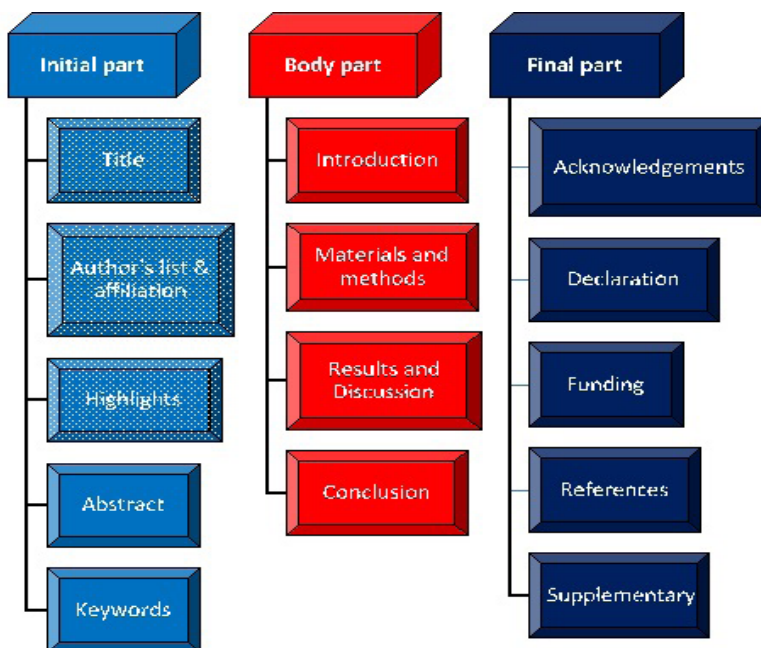 Initial part
Title
Author's list &
affiliation
Highlights
Abstract
Keywords
Body part
Introduction
Materials and
methods
Results and
Discussion
Conclusion
Final part
Acknowledgements
Declaration
Funding
References
Supplementary